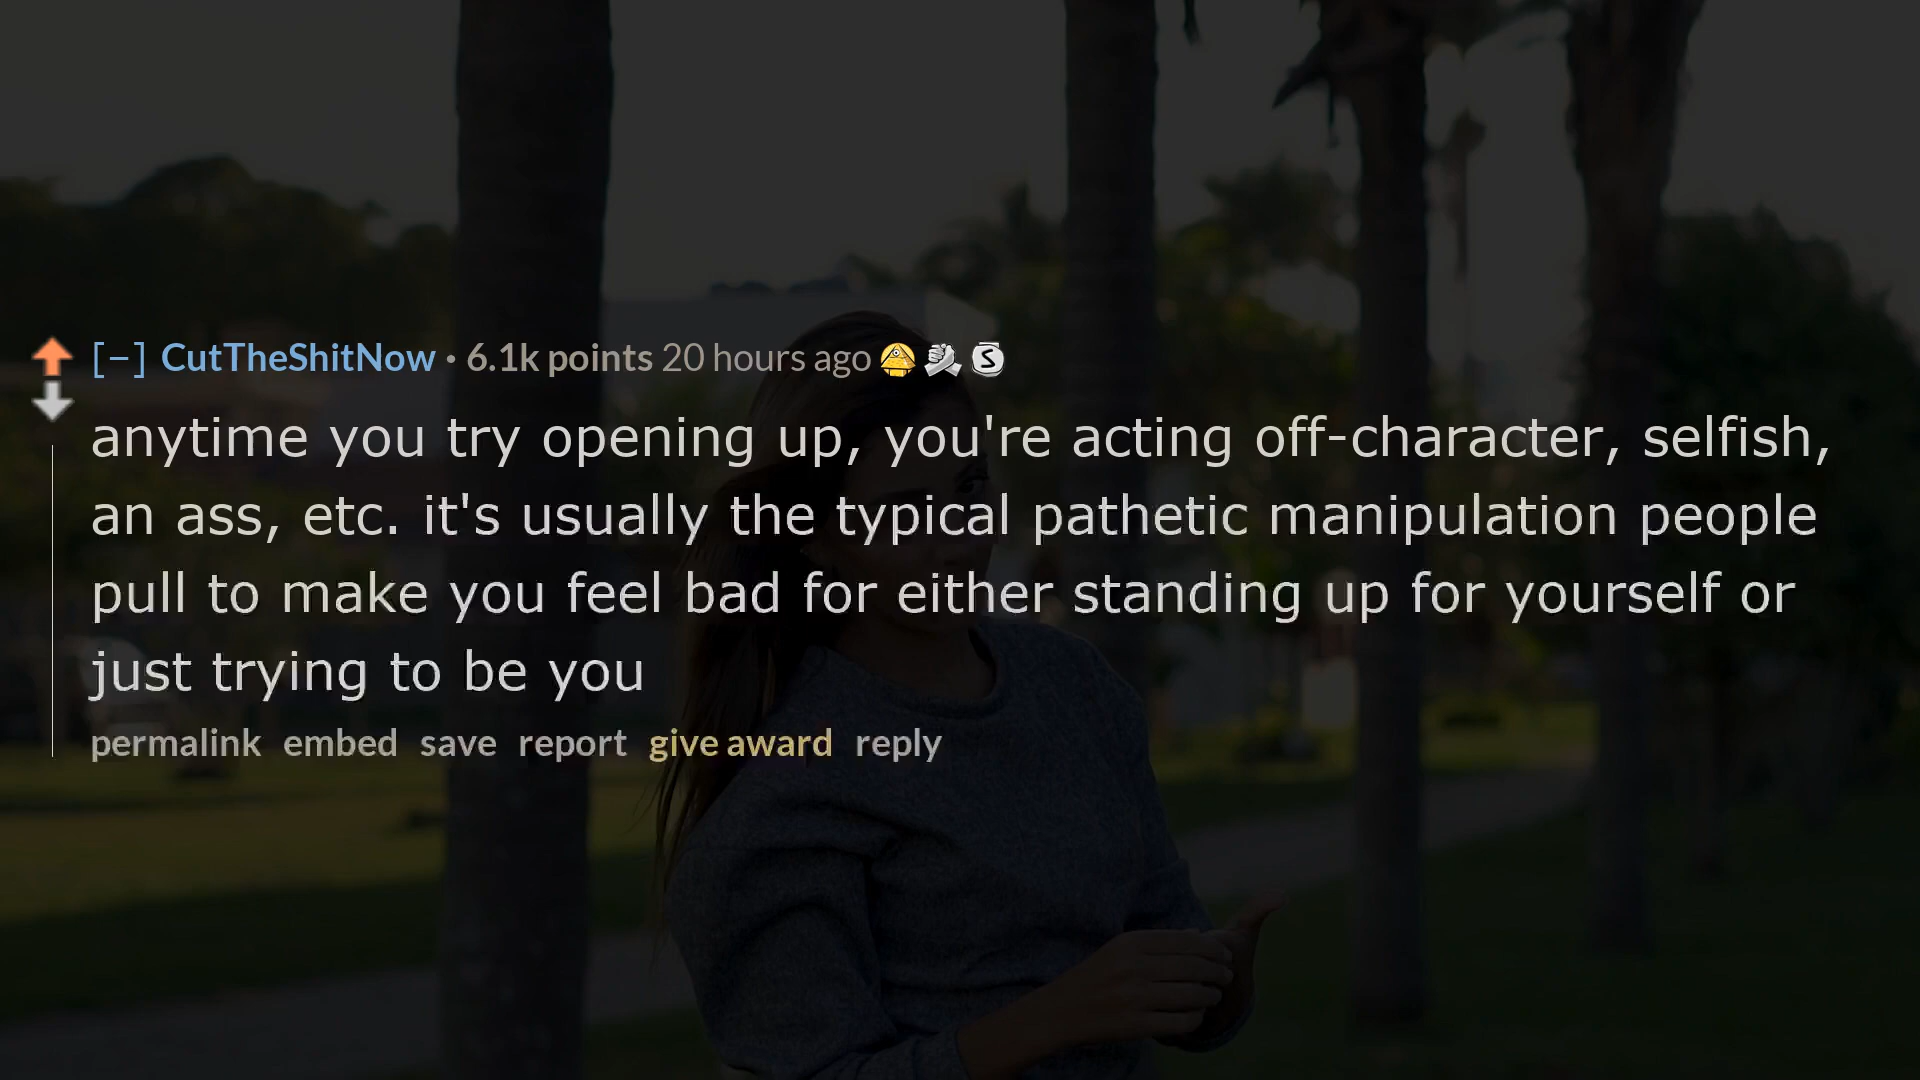 [–] CutTheShitNow · 6.1k points 20 hours ago
anytime you try opening up, you're acting off-character, selfish,
an ass, etc. it's usually the typical pathetic manipulation people
pull to make you feel bad for either standing up for yourself or
just trying to be you
permalink embed save report give award reply